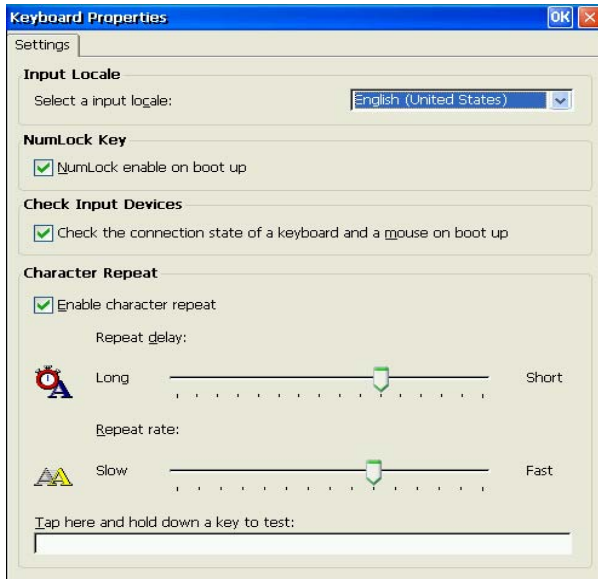 Keyboard Properties OK
Settings
Input Locale
Select a input locale: English (United States)
NumLock Key
NumLock enable on boot up
Check Input Devices
Check the connection state of a keyboard and a mouse on boot up
Character Repeat
Enable character repeat
Repeat delay:
Long Short
Repeat rate:
Slow Fast
Tap here and hold down a key to test: